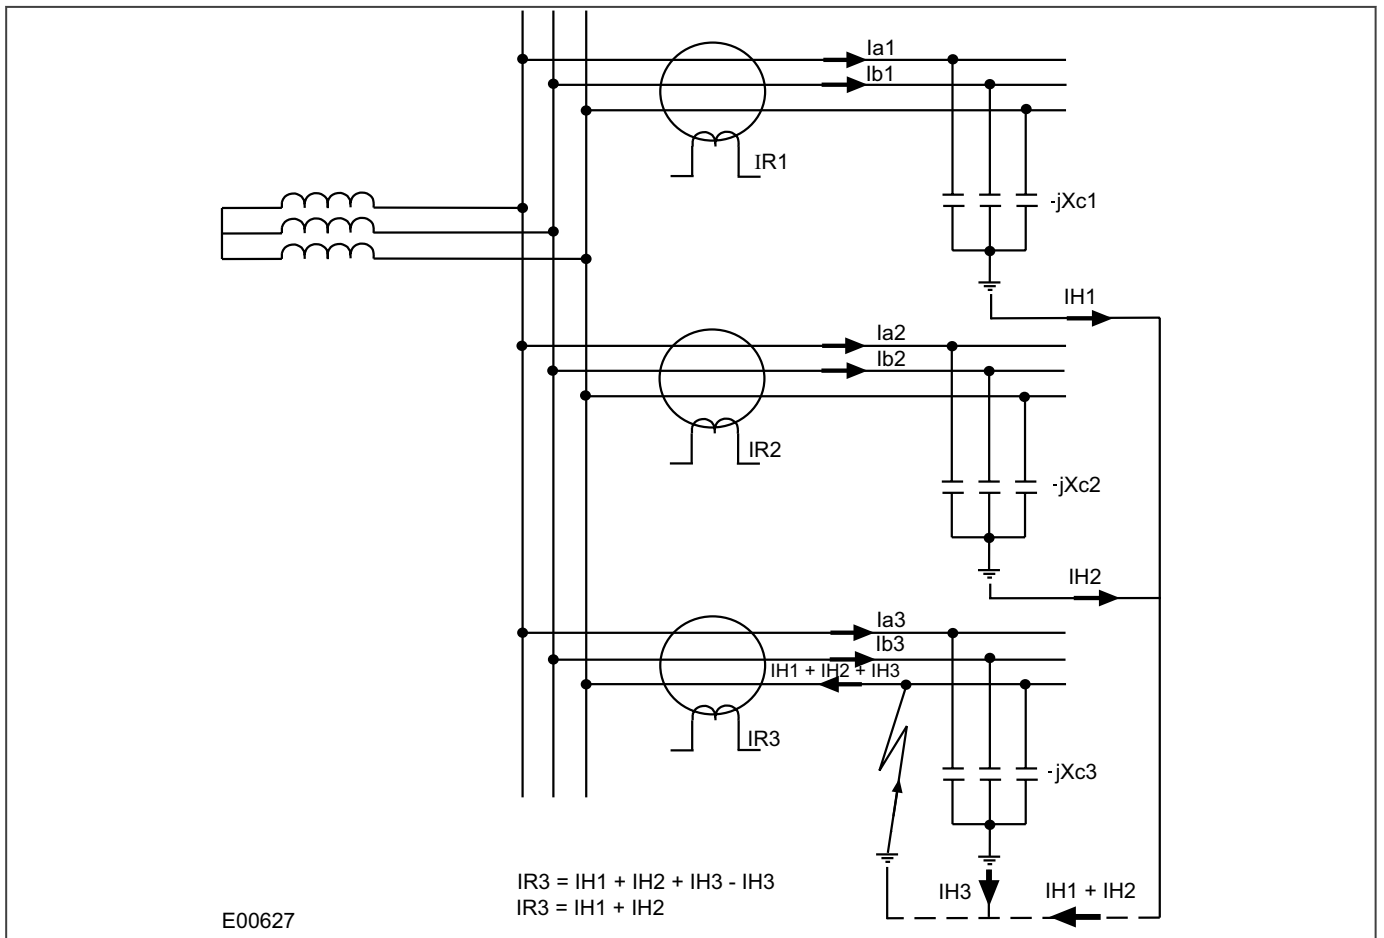 Ia1
Ib1
IR1
-jXc1
IH1
Ia2
Ib2
IR2
-jXc2
IH2
Ia3
Ib3
IH1 + IH2 + IH3
IR3
-jXc3
IR3 = IH1 + IH2 + IH3 - IH3
IH3
IH1 + IH2
IR3 = IH1 + IH2
E00627